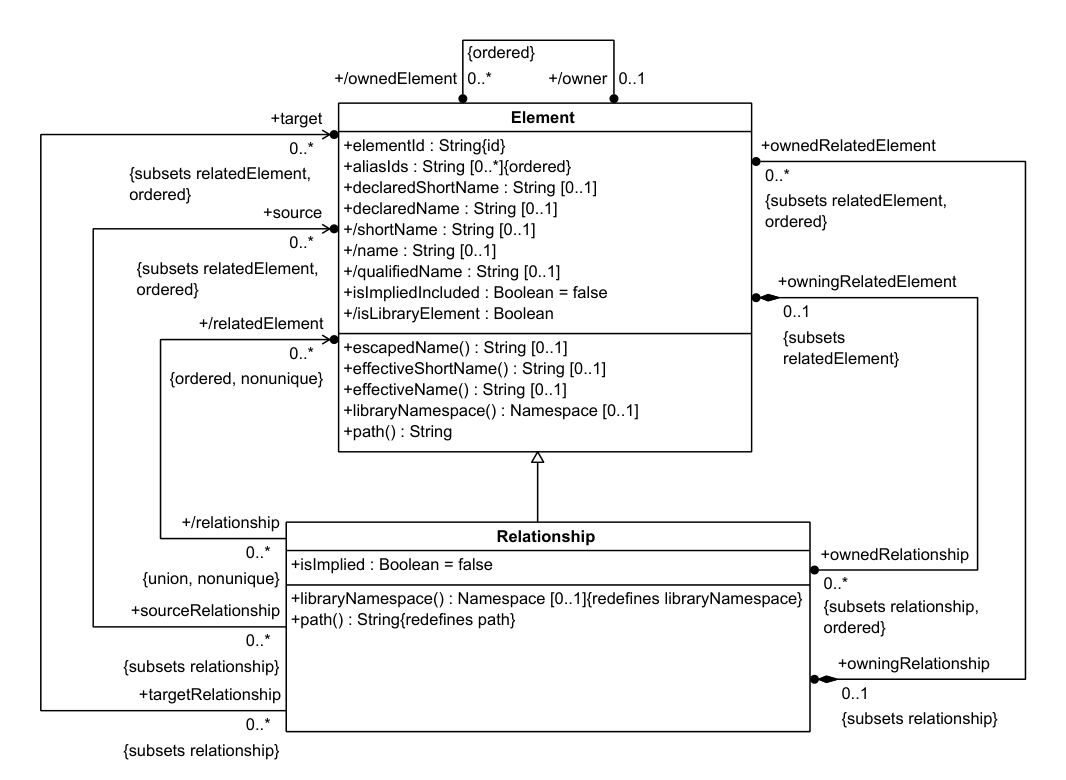 {ordered}
+/ownedElement 0..* +/owner 0..1
+target
0..*
{subsets relatedElement,
ordered}
+source
0..*
{subsets relatedElement,
ordered}
+/relatedElement
0..*
{ordered, nonunique}
Element
+elementId : String{id}
+aliasIds : String [0..*]{ordered}
+declaredShortName : String [0..1]
+declaredName : String [0..1]
+/shortName : String [0..1]
+/name : String [0..1]
+/qualifiedName : String [0..1]
+isImpliedIncluded : Boolean = false
+/isLibraryElement : Boolean
+escapedName() : String [0..1]
+effectiveShortName() : String [0..1]
+effectiveName() : String [0..1]
+libraryNamespace() : Namespace [0..1]
+path() : String
+ownedRelatedElement
0..*
{subsets relatedElement,
ordered}
+owningRelatedElement
0..1
{subsets
relatedElement}
+/relationship
0..*
{union, nonunique}
+sourceRelationship
0..*
{subsets relationship}
+targetRelationship
0..*
{subsets relationship}
Relationship
+isImplied : Boolean = false
+libraryNamespace() : Namespace [0..1]{redefines libraryNamespace}
+path() : String{redefines path}
+ownedRelationship
0..*
{subsets relationship,
ordered}
+owningRelationship
0..1
{subsets relationship}